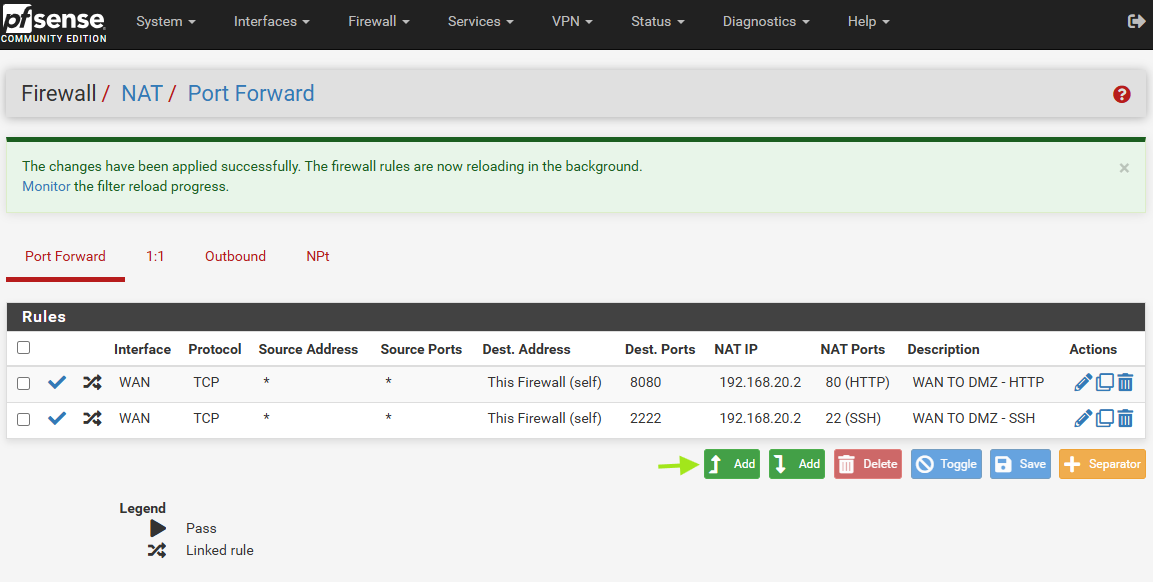 pfsense
COMMUNITY EDITION
System Interfaces Firewall Services VPN Status Diagnostics Help
Firewall / NAT / Port Forward
?
The changes have been applied successfully. The firewall rules are now reloading in the background.
Monitor the filter reload progress.
×
Port Forward 1:1 Outbound NPt
Rules
Interface Protocol Source Address Source Ports Dest. Address Dest. Ports NAT IP NAT Ports Description Actions
WAN TCP * * This Firewall (self) 8080 192.168.20.2 80 (HTTP) WAN TO DMZ - HTTP
WAN TCP * * This Firewall (self) 2222 192.168.20.2 22 (SSH) WAN TO DMZ - SSH
Add Add Delete Toggle Save Separator
Legend
Pass
Linked rule